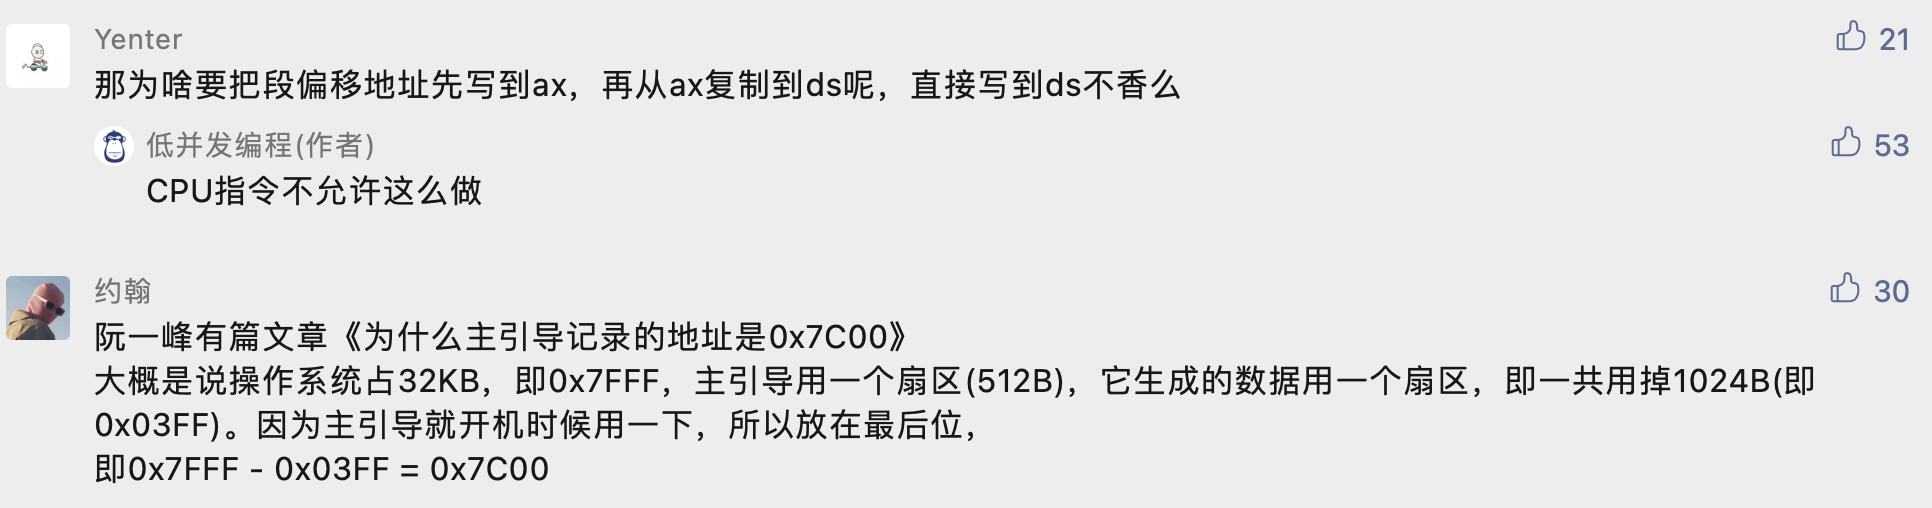 Yenter
21
那为啥要把段偏移地址先写到ax，再从ax复制到ds呢，直接写到ds不香么
低并发编程(作者)
53
CPU指令不允许这么做
约翰
30
阮一峰有篇文章《为什么主引导记录的地址是0x7C00》
大概是说操作系统占32KB，即0x7FFF，主引导用一个扇区(512B)，它生成的数据用一个扇区，即一共用掉1024B(即
0x03FF)。因为主引导就开机时候用一下，所以放在最后位，
即0x7FFF - 0x03FF = 0x7C00